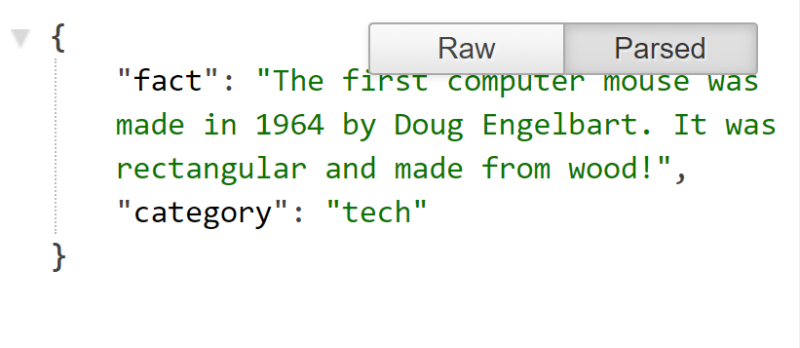 {
Raw Parsed
"fact": "The first computer mouse was
made in 1964 by Doug Engelbart. It was
rectangular and made from wood!",
"category": "tech"
}